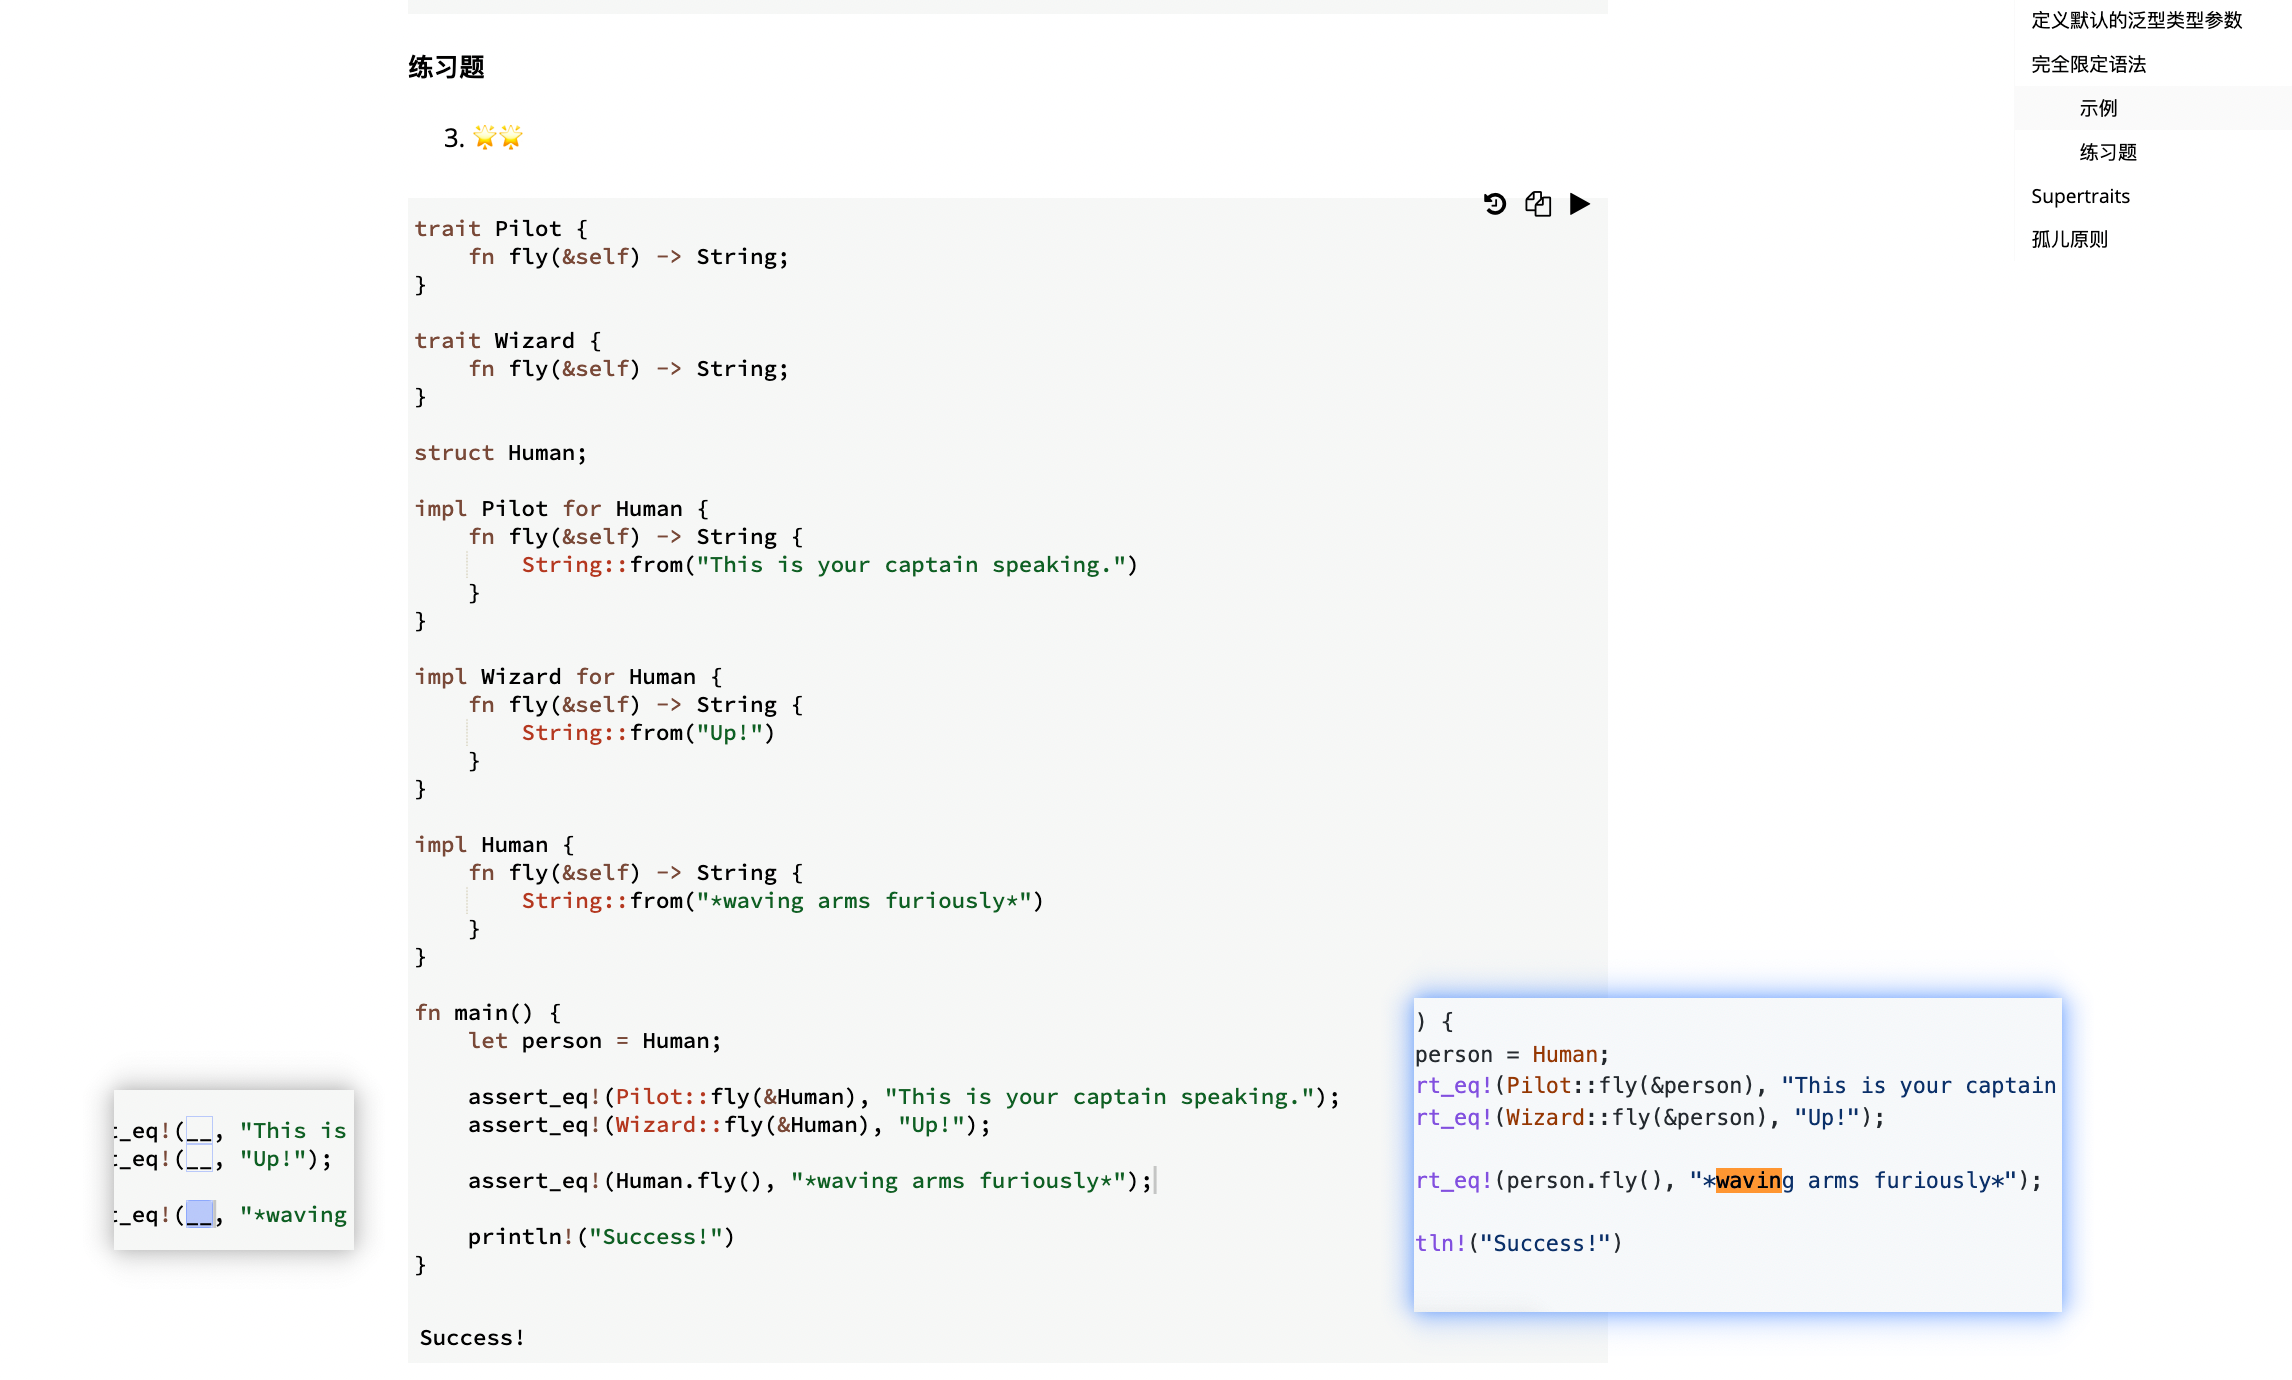 练习题
3. 🌟🌟
trait Pilot {
    fn fly(&self) -> String;
}
trait Wizard {
    fn fly(&self) -> String;
}
struct Human;
impl Pilot for Human {
    fn fly(&self) -> String {
        String::from("This is your captain speaking.")
    }
}
impl Wizard for Human {
    fn fly(&self) -> String {
        String::from("Up!")
    }
}
impl Human {
    fn fly(&self) -> String {
        String::from("*waving arms furiously*")
    }
}
fn main() {
    let person = Human;
    assert_eq!(Pilot::fly(&Human), "This is your captain speaking.");
    assert_eq!(Wizard::fly(&Human), "Up!");
    assert_eq!(Human.fly(), "*waving arms furiously*");
    println!("Success!")
}
Success!
t_eq!(__, "This is
t_eq!(__, "Up!");
t_eq!(__, "*waving
) {
person = Human;
rt_eq!(Pilot::fly(&person), "This is your captain
rt_eq!(Wizard::fly(&person), "Up!");
rt_eq!(person.fly(), "*waving arms furiously*");
tln!("Success!")
定义默认的泛型类型参数
完全限定语法
示例
练习题
Supertraits
孤儿原则